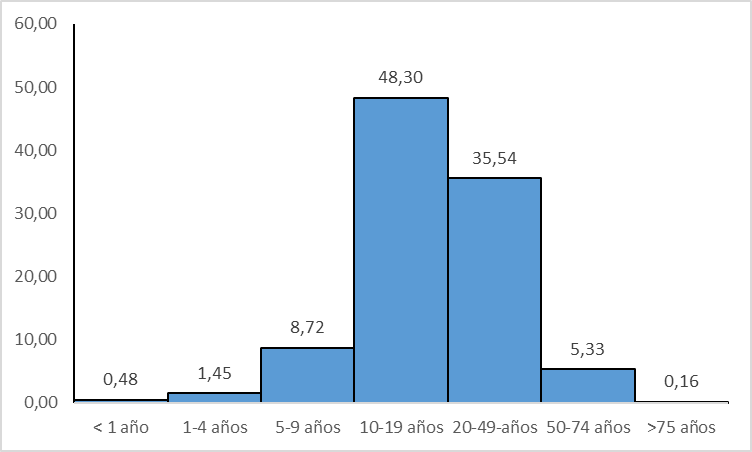 60,00
50,00
40,00
30,00
20,00
10,00
0,00
0,48
1,45
8,72
48,30
35,54
5,33
0,16
< 1 año
1-4 años
5-9 años
10-19 años
20-49-años
50-74 años
>75 años